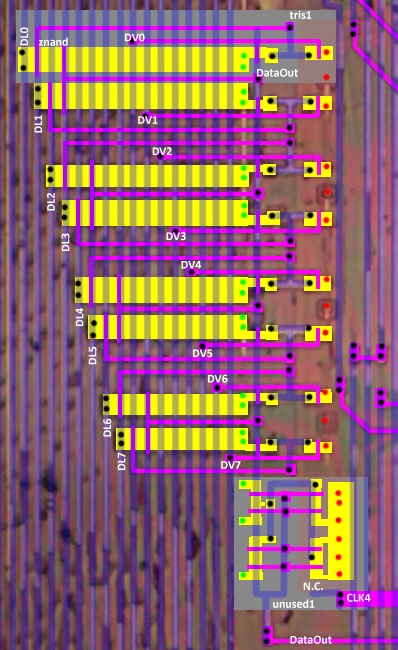 tris1
DL0
znand
DV0
DataOut
DL1
DV1
DV2
DL2
DL3
DV3
DV4
DL4
DL5
DV5
DV6
DL6
DL7
DV7
N.C.
CLK4
unused1
DataOut